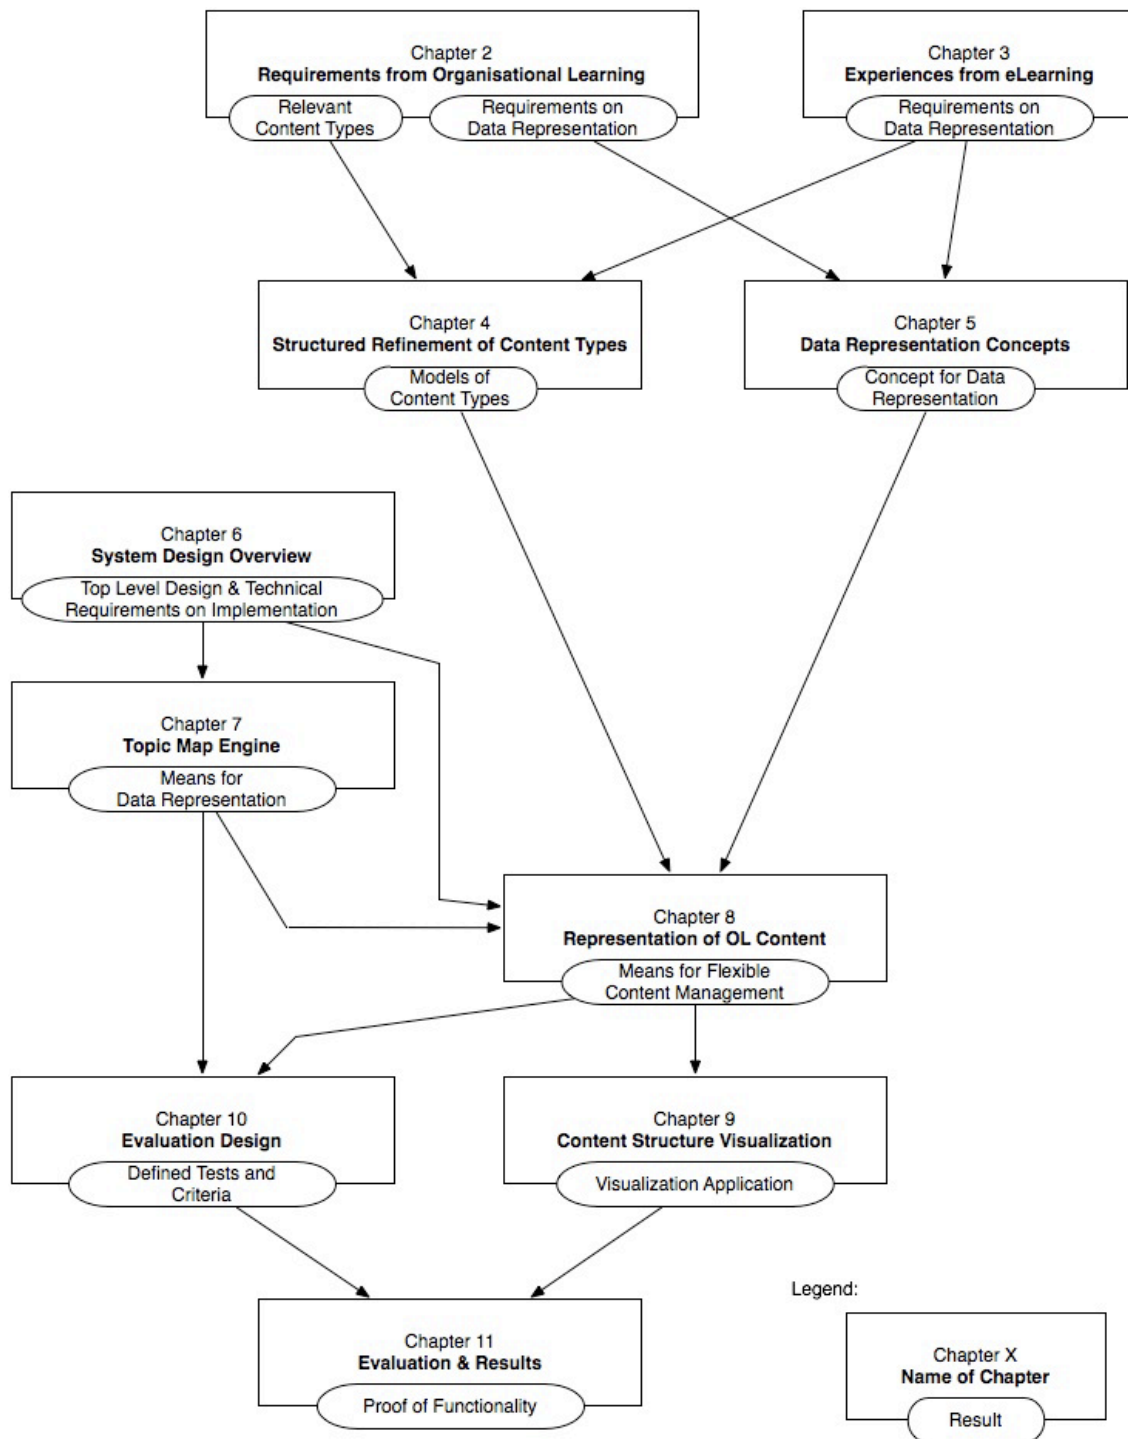 Chapter 2
Requirements from Organisational Learning
Relevant
Content Types
Requirements on
Data Representation
Chapter 3
Experiences from eLearning
Requirements on
Data Representation
Chapter 4
Structured Refinement of Content Types
Models of
Content Types
Chapter 5
Data Representation Concepts
Concept for Data
Representation
Chapter 6
System Design Overview
Top Level Design & Technical
Requirements on Implementation
Chapter 7
Topic Map Engine
Means for
Data Representation
Chapter 8
Representation of OL Content
Means for Flexible
Content Management
Chapter 10
Evaluation Design
Defined Tests and
Criteria
Chapter 9
Content Structure Visualization
Visualization Application
Chapter 11
Evaluation & Results
Proof of Functionality
Legend:
Chapter X
Name of Chapter
Result